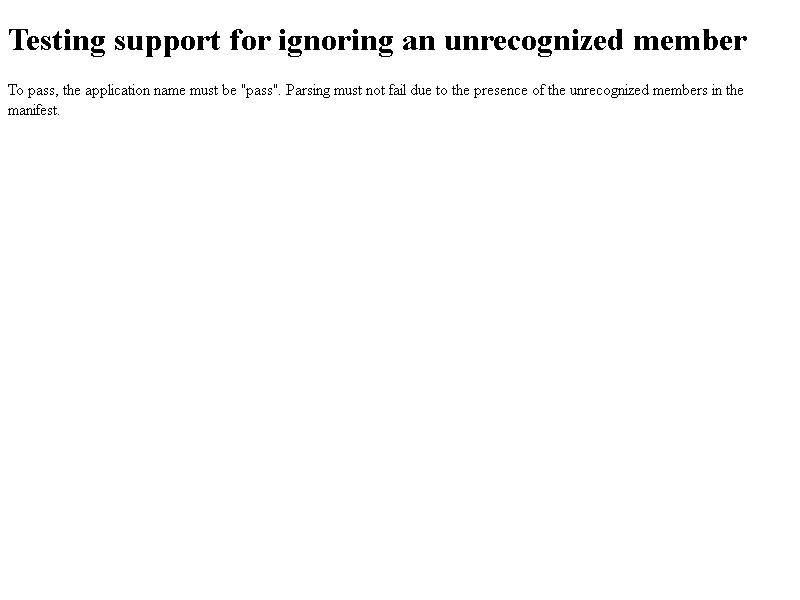 Testing support for ignoring an unrecognized member
To pass, the application name must be "pass". Parsing must not fail due to the presence of the unrecognized members in the
manifest.